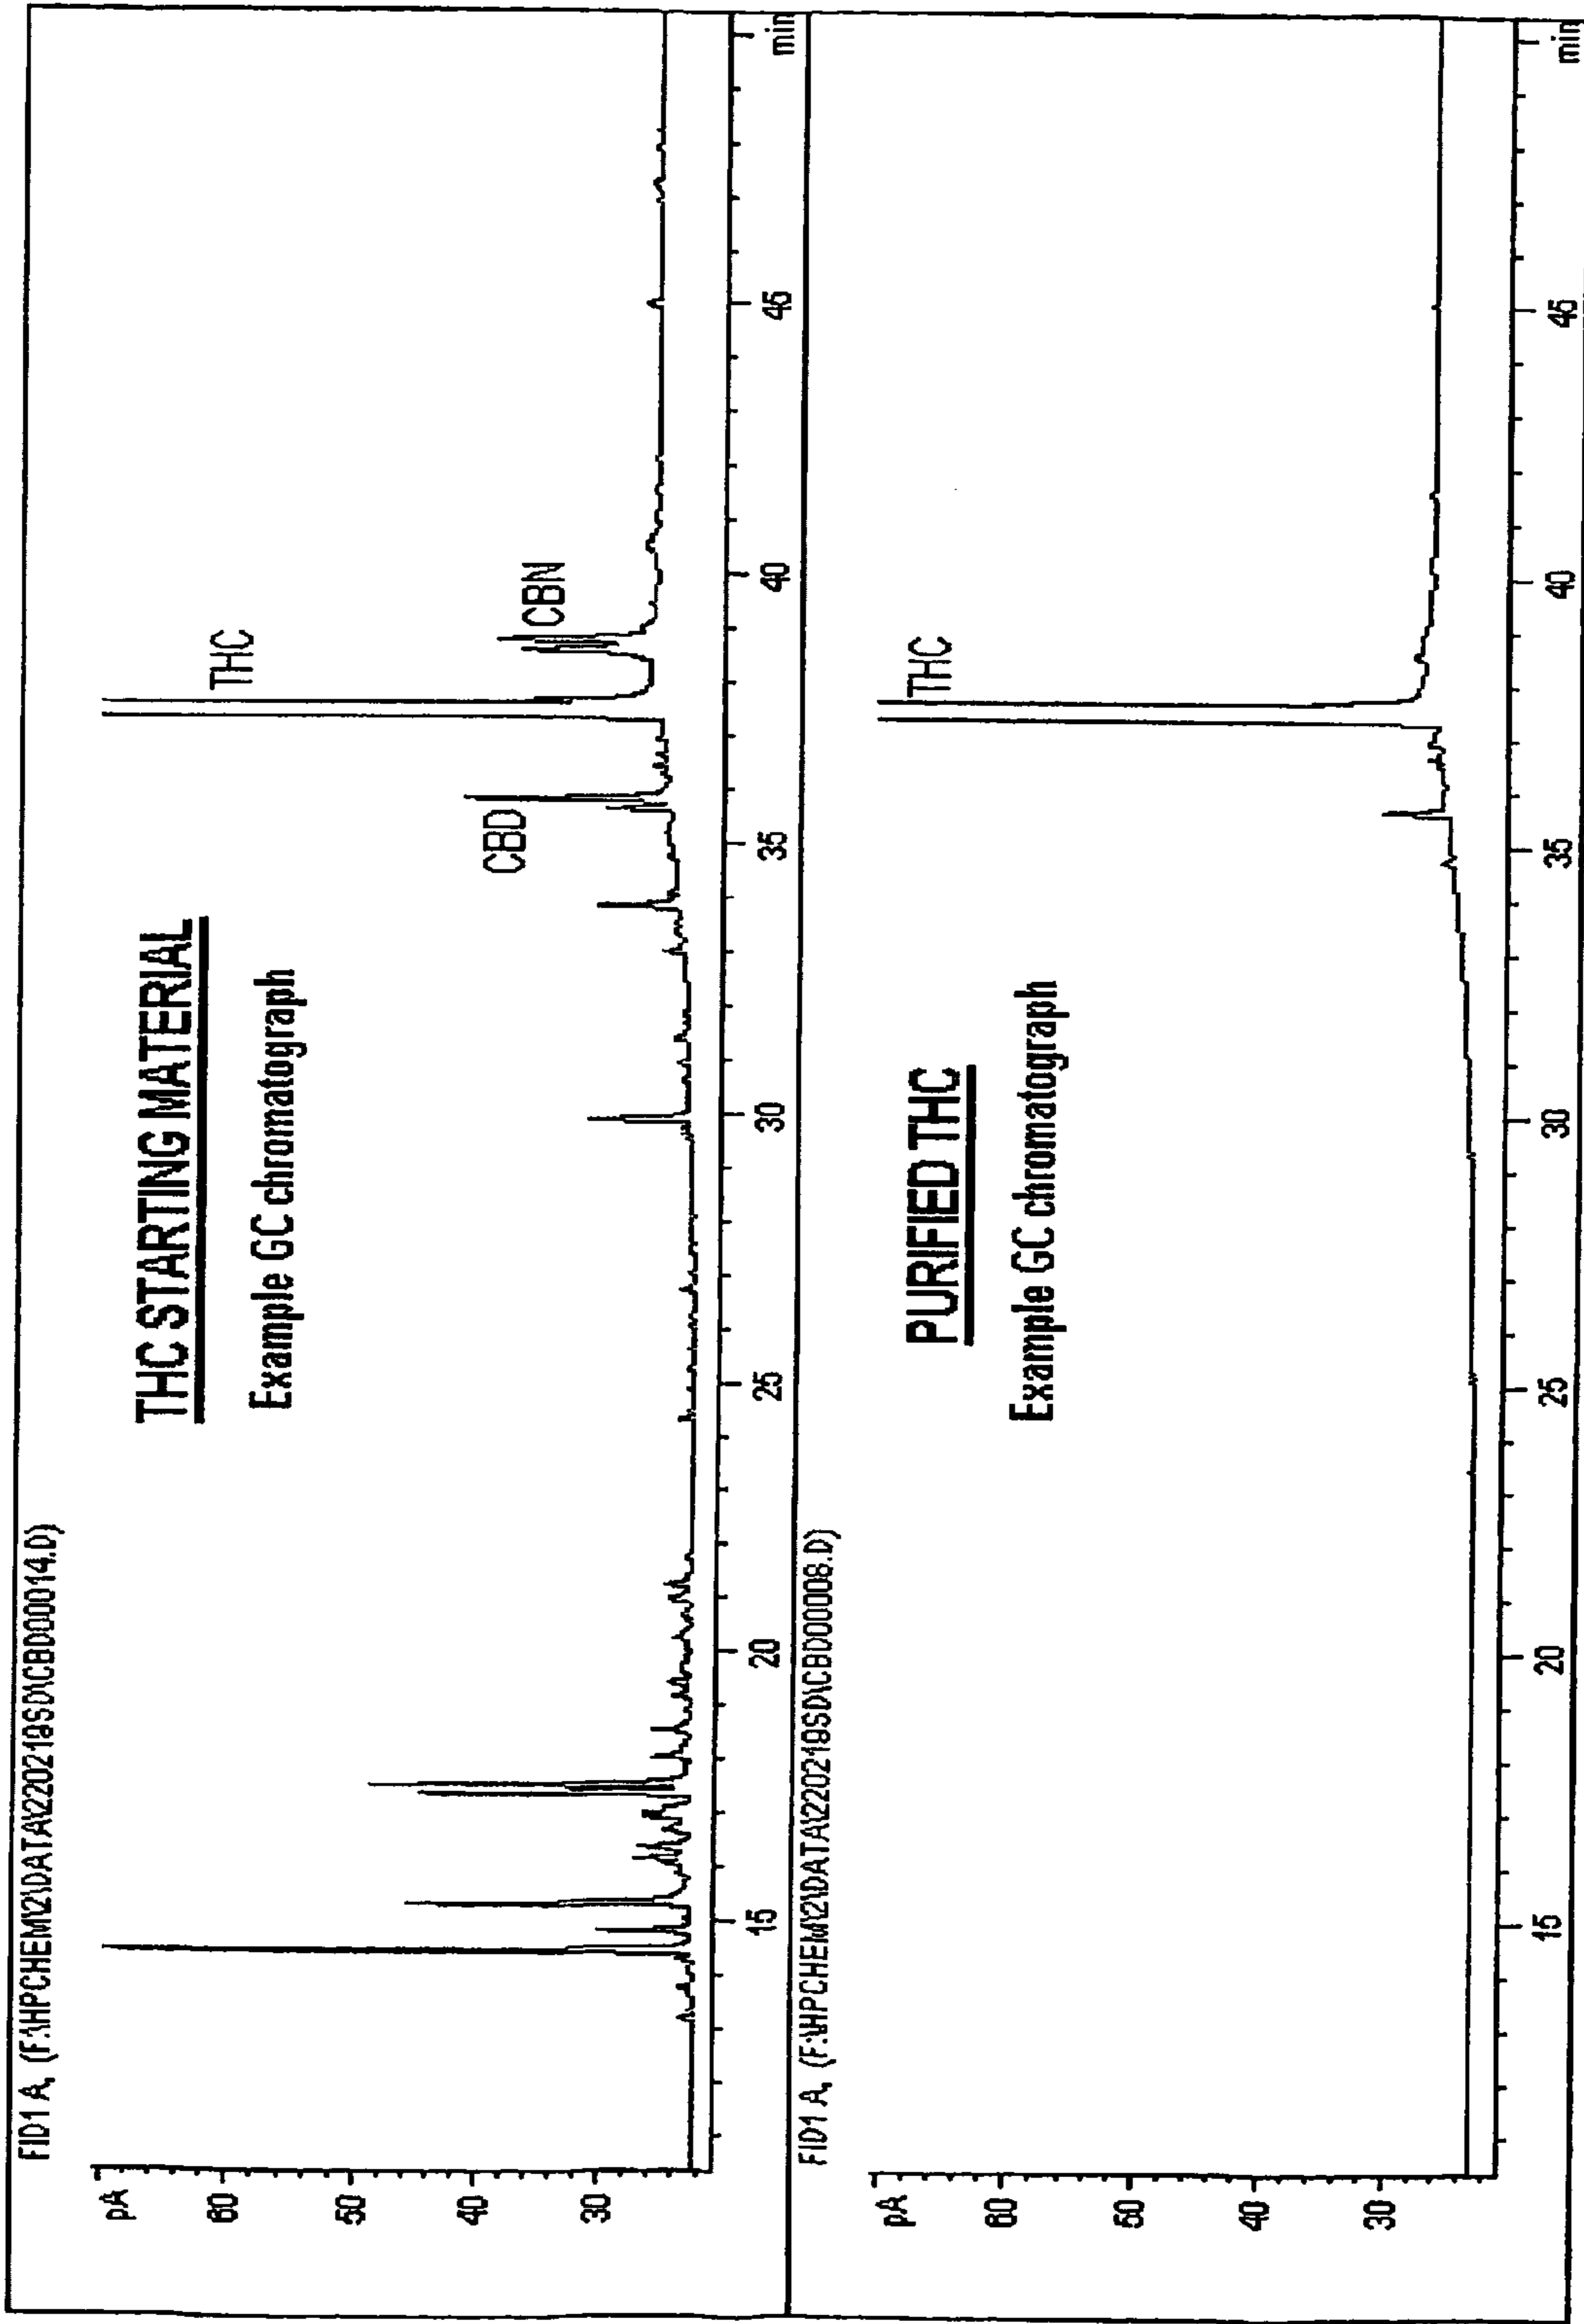 FID1 A, (F:\HPCHEM\2\DATA\220219SD\CBD00014.D)
pA
60
50
40
30
THC STARTING MATERIAL
Example GC chromatograph
CBD
THC
CBN
15
20
25
30
35
40
45
min
FID1 A, (F:\HPCHEM\2\DATA\220219SD\CBD00008.D)
pA
60
50
40
30
PURIFIED THC
Example GC chromatograph
THC
15
20
25
30
35
40
45
min